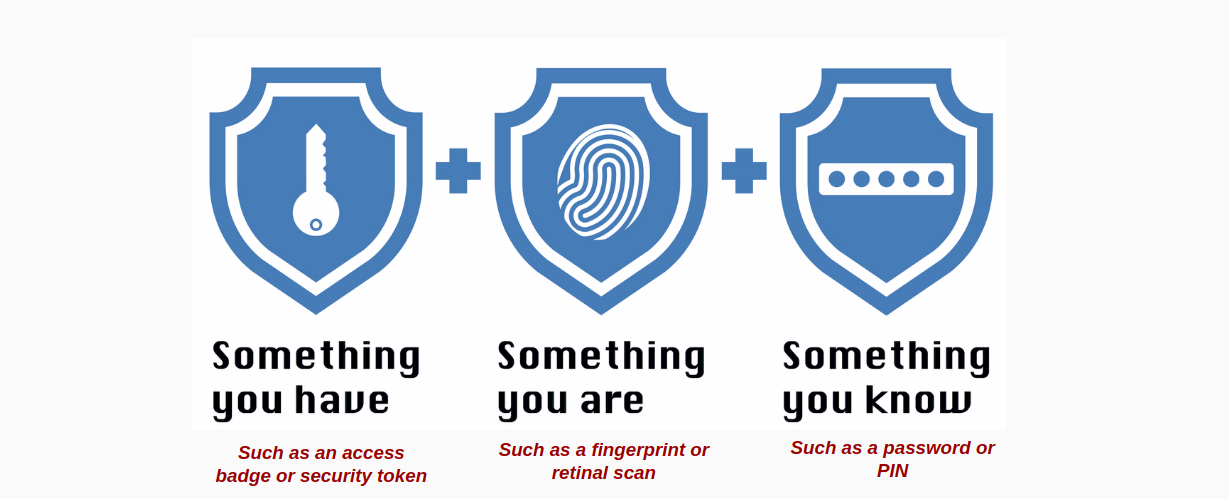 Something
you have
Something
you are
Something
you know
Such as an access
badge or security token
Such as a fingerprint or
retinal scan
Such as a password or
PIN